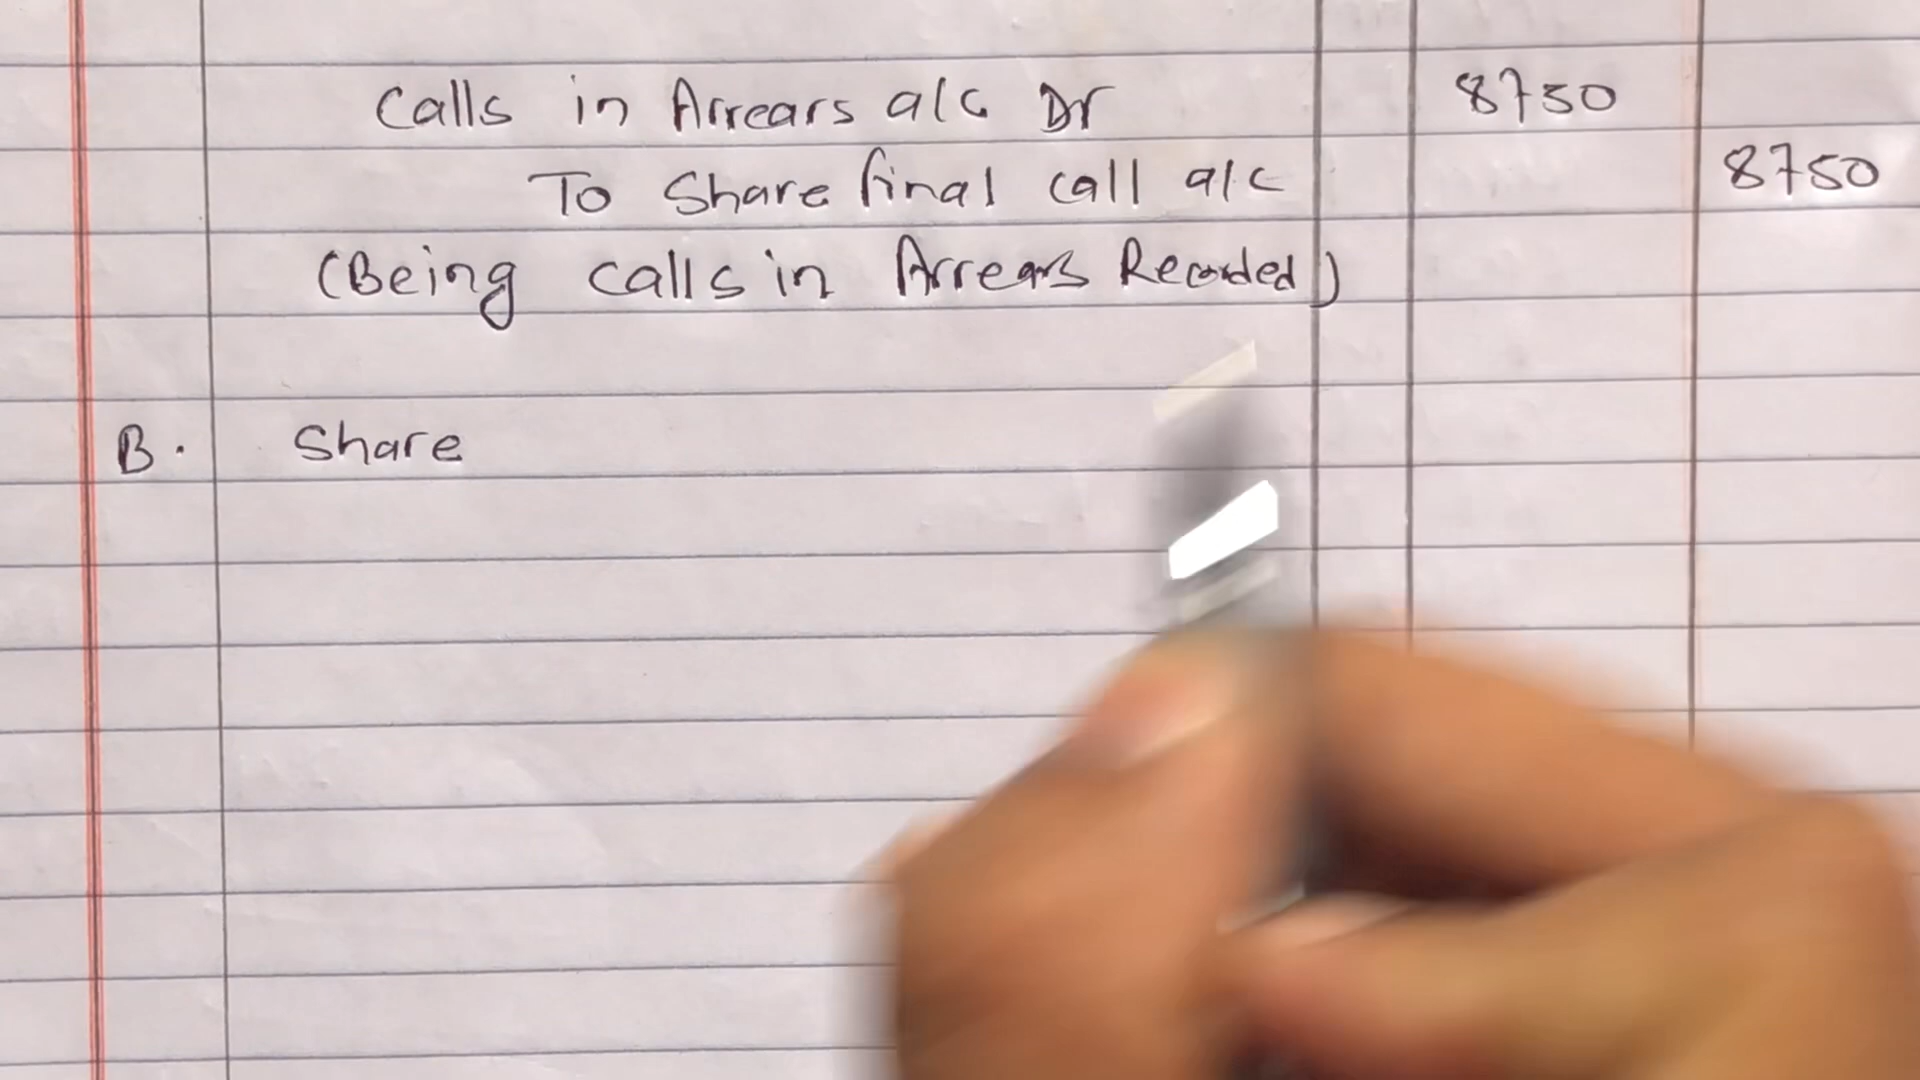 Calls in Arrears a/c Dr 8750
To Share final call a/c 8750
(Being calls in Arrears Recorded)
B. Share